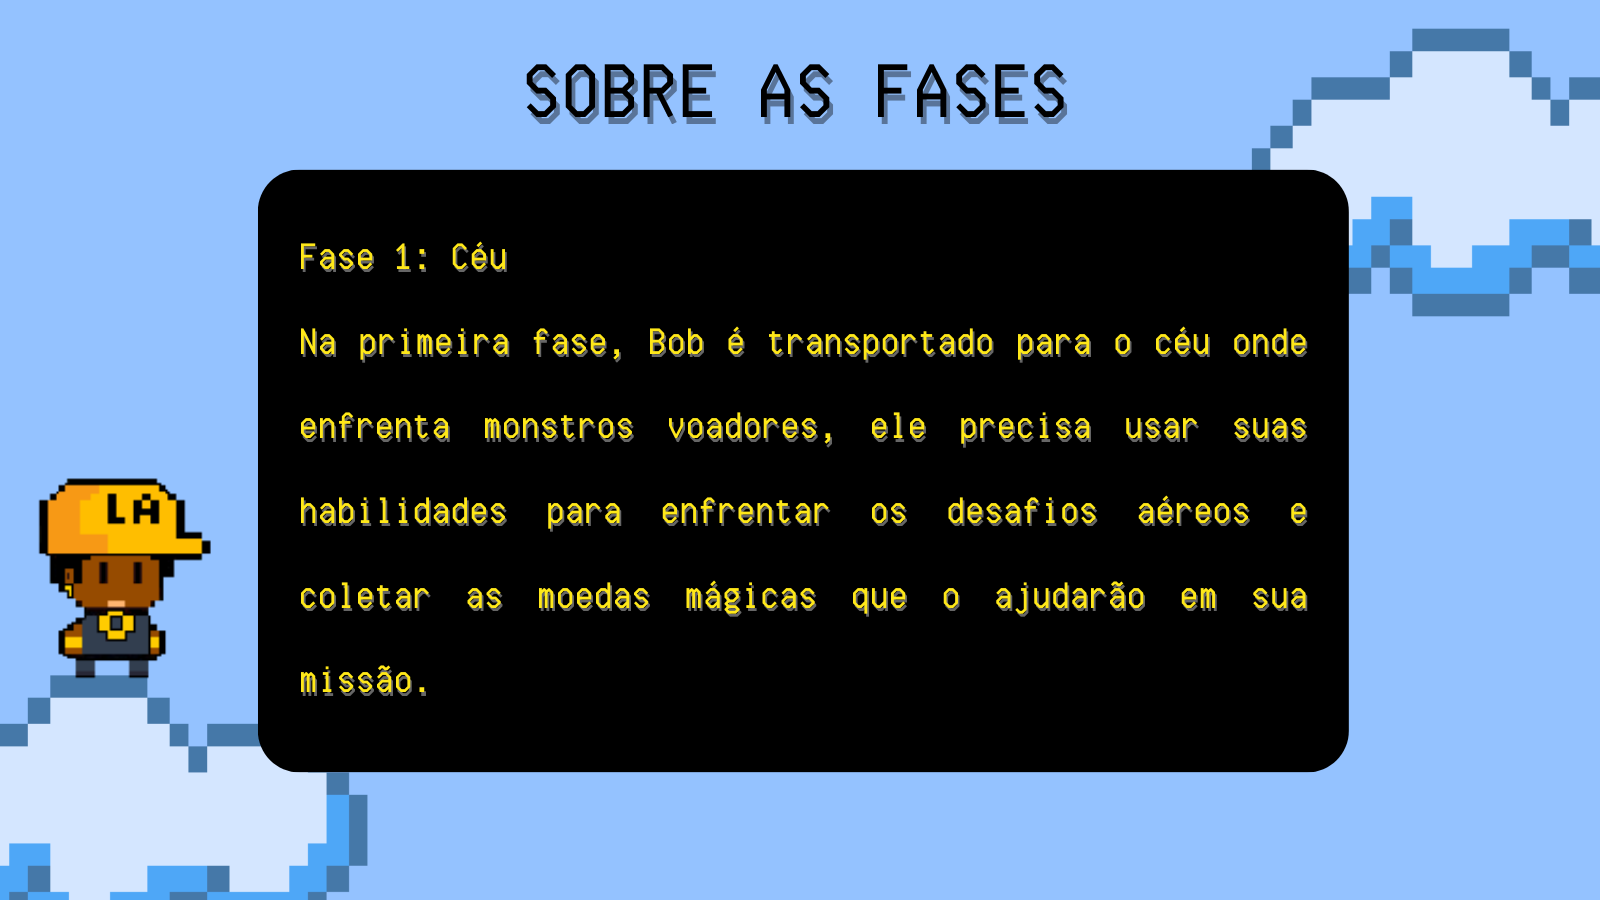 SOBRE AS FASES
Fase 1: Céu
Na primeira fase, Bob é transportado para o céu onde
enfrenta monstros voadores, ele precisa usar suas
habilidades para enfrentar os desafios aéreos e
coletar as moedas mágicas que o ajudarão em sua
missão.
LA